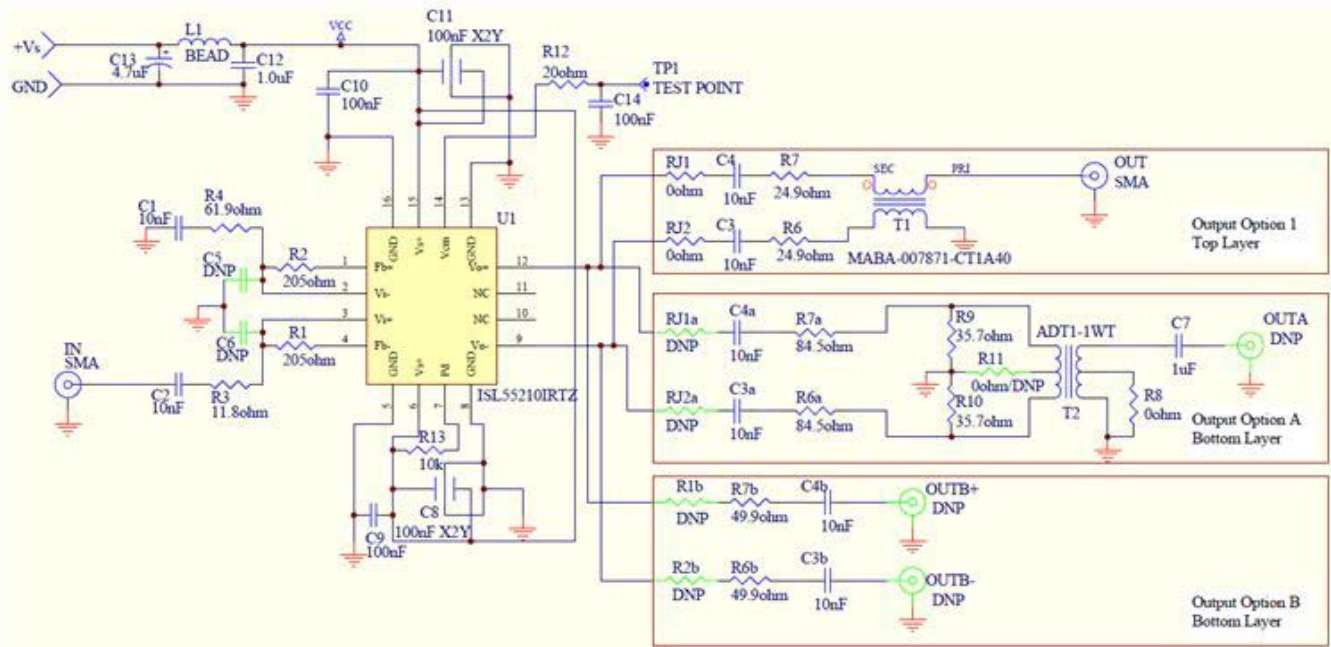 +Vs
GND
L1
BEAD
C13
4.7uF
C12
1.0uF
VCC
C11
100nF X2Y
C10
100nF
R12
20ohm
TP1
TEST POINT
C14
100nF
C1
10nF
R4
61.9ohm
C5
DNP
R2
205ohm
C6
DNP
R1
205ohm
IN
SMA
C2
10nF
R3
11.8ohm
16
15
14
13
U1
GND
Vs+
Vcm
GND
1
Fb+
Vo+
12
2
Vi-
NC
11
3
Vi+
NC
10
4
Fb-
Vo-
9
GND
Vs+
Pd
GND
ISL55210IRTZ
5
6
7
8
R13
10k
C8
100nF X2Y
C9
100nF
RJ1
0ohm
C4
10nF
R7
24.9ohm
SEC
PRI
OUT
SMA
RJ2
0ohm
C3
10nF
R6
24.9ohm
T1
MABA-007871-CT1A40
Output Option 1
Top Layer
RJ1a
DNP
C4a
10nF
R7a
84.5ohm
R9
35.7ohm
ADT1-1WT
C7
1uF
OUTA
DNP
R11
0ohm/DNP
RJ2a
DNP
C3a
10nF
R6a
84.5ohm
R10
35.7ohm
T2
R8
0ohm
Output Option A
Bottom Layer
R1b
DNP
R7b
49.9ohm
C4b
10nF
OUTB+
DNP
R2b
DNP
R6b
49.9ohm
C3b
10nF
OUTB-
DNP
Output Option B
Bottom Layer